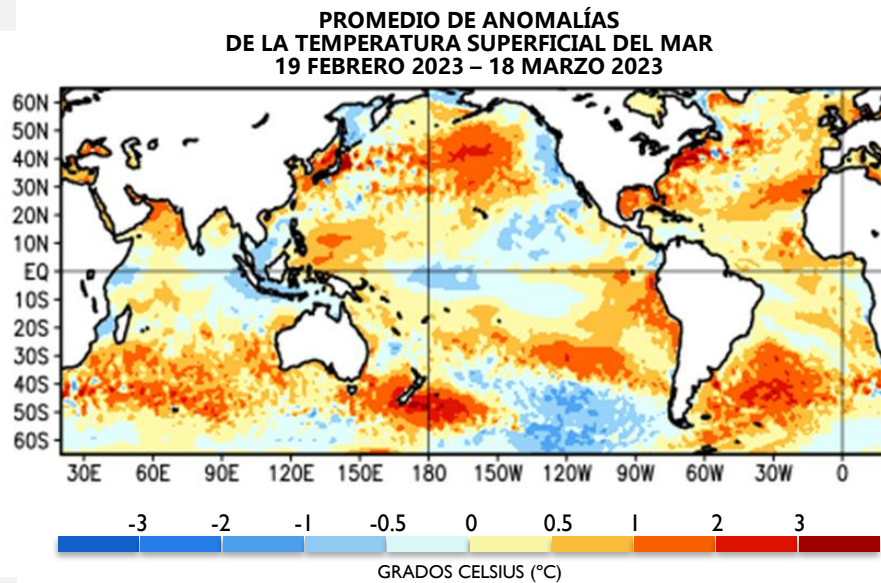 PROMEDIO DE ANOMALÍAS
DE LA TEMPERATURA SUPERFICIAL DEL MAR
19 FEBRERO 2023 – 18 MARZO 2023
60N
50N
40N
30N
20N
10N
EQ
10S
20S
30S
40S
50S
60S
30E 60E 90E 120E 150E 180 150W 120W 90W 60W 30W 0
-3 -2 -1 -0.5 0 0.5 1 2 3
GRADOS CELSIUS (ºC)